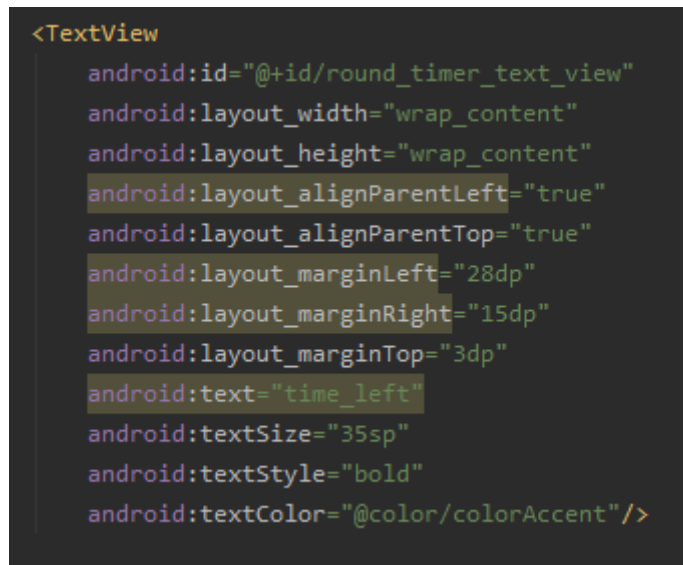 <TextView
android:id="@+id/round_timer_text_view"
android:layout_width="wrap_content"
android:layout_height="wrap_content"
android:layout_alignParentLeft="true"
android:layout_alignParentTop="true"
android:layout_marginLeft="28dp"
android:layout_marginRight="15dp"
android:layout_marginTop="3dp"
android:text="time_left"
android:textSize="35sp"
android:textStyle="bold"
android:textColor="@color/colorAccent"/>